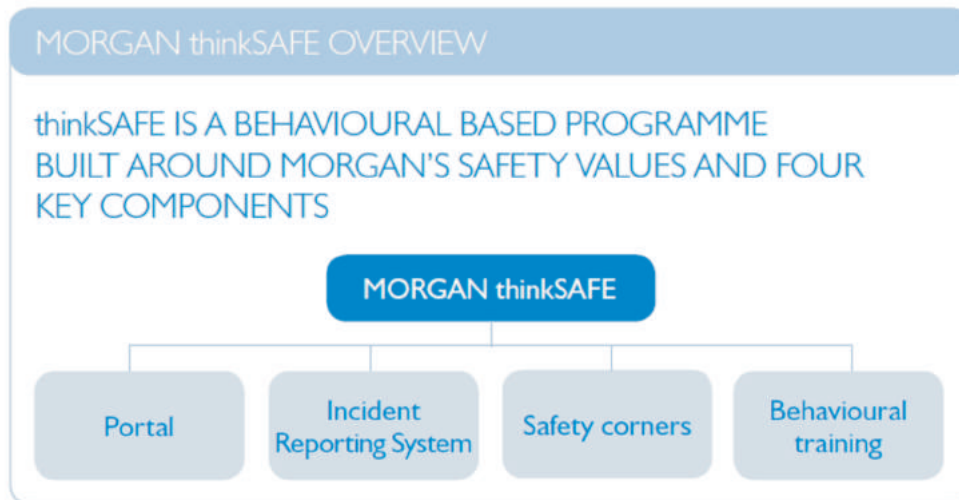 MORGAN thinkSAFE OVERVIEW
thinkSAFE IS A BEHAVIOURAL BASED PROGRAMME
BUILT AROUND MORGAN'S SAFETY VALUES AND FOUR
KEY COMPONENTS
MORGAN thinkSAFE
Portal
Incident
Reporting System
Safety corners
Behavioural
training